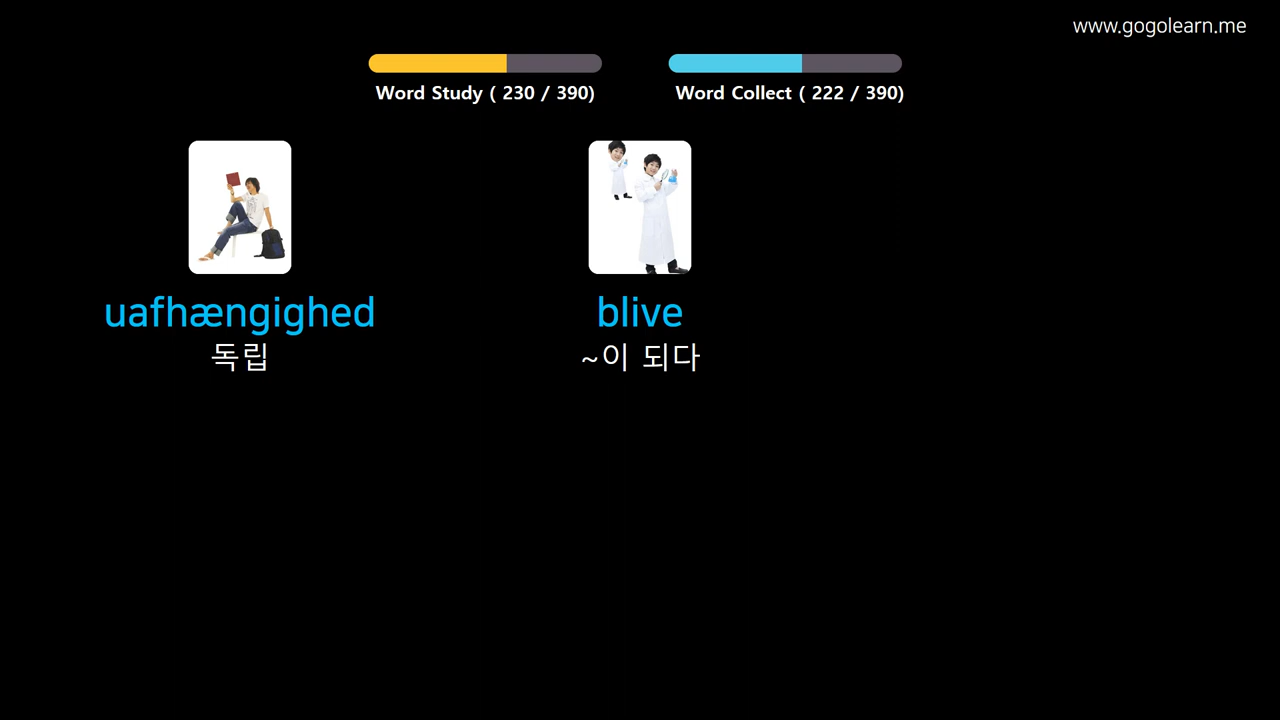 www.gogolearn.me
Word Study ( 230 / 390)
Word Collect ( 222 / 390)
uafhængighed
독립
blive
~이 되다